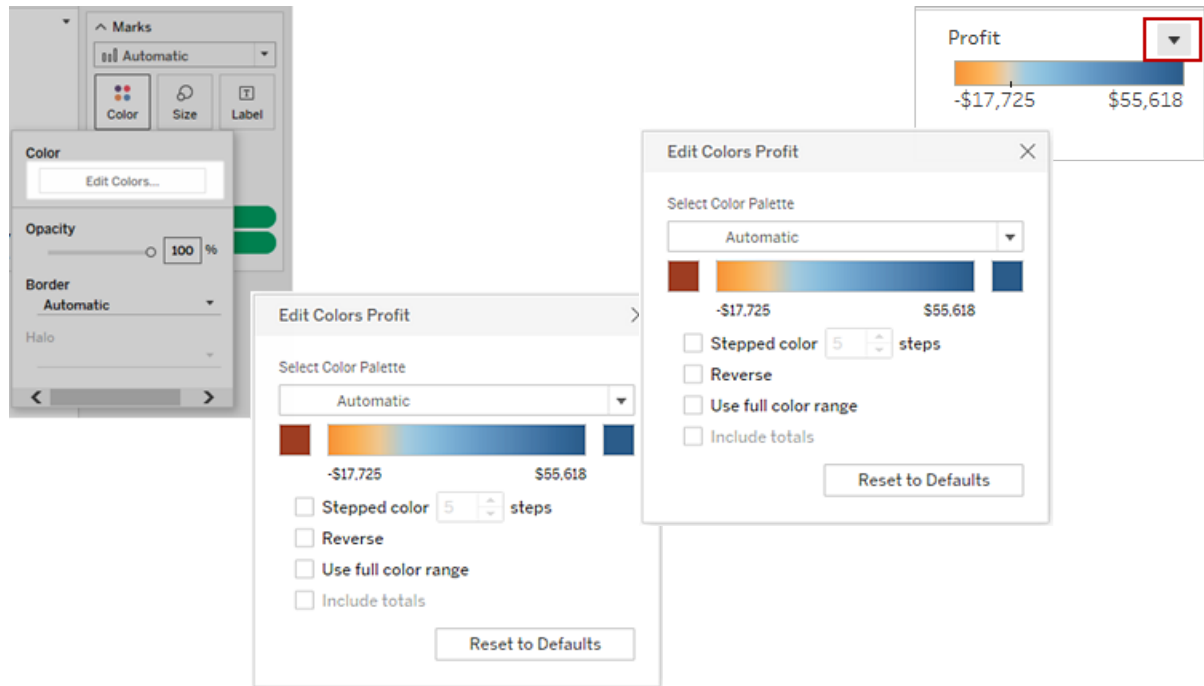 Marks
Automatic
Color Size Label
Color
Edit Colors...
Opacity
100 %
Border
Automatic
Halo
Edit Colors Profit
Select Color Palette
Automatic
-$17,725 $55,618
Stepped color 5 steps
Reverse
Use full color range
Include totals
Reset to Defaults
Profit
-$17,725 $55,618
Edit Colors Profit
Select Color Palette
Automatic
-$17,725 $55,618
Stepped color 5 steps
Reverse
Use full color range
Include totals
Reset to Defaults